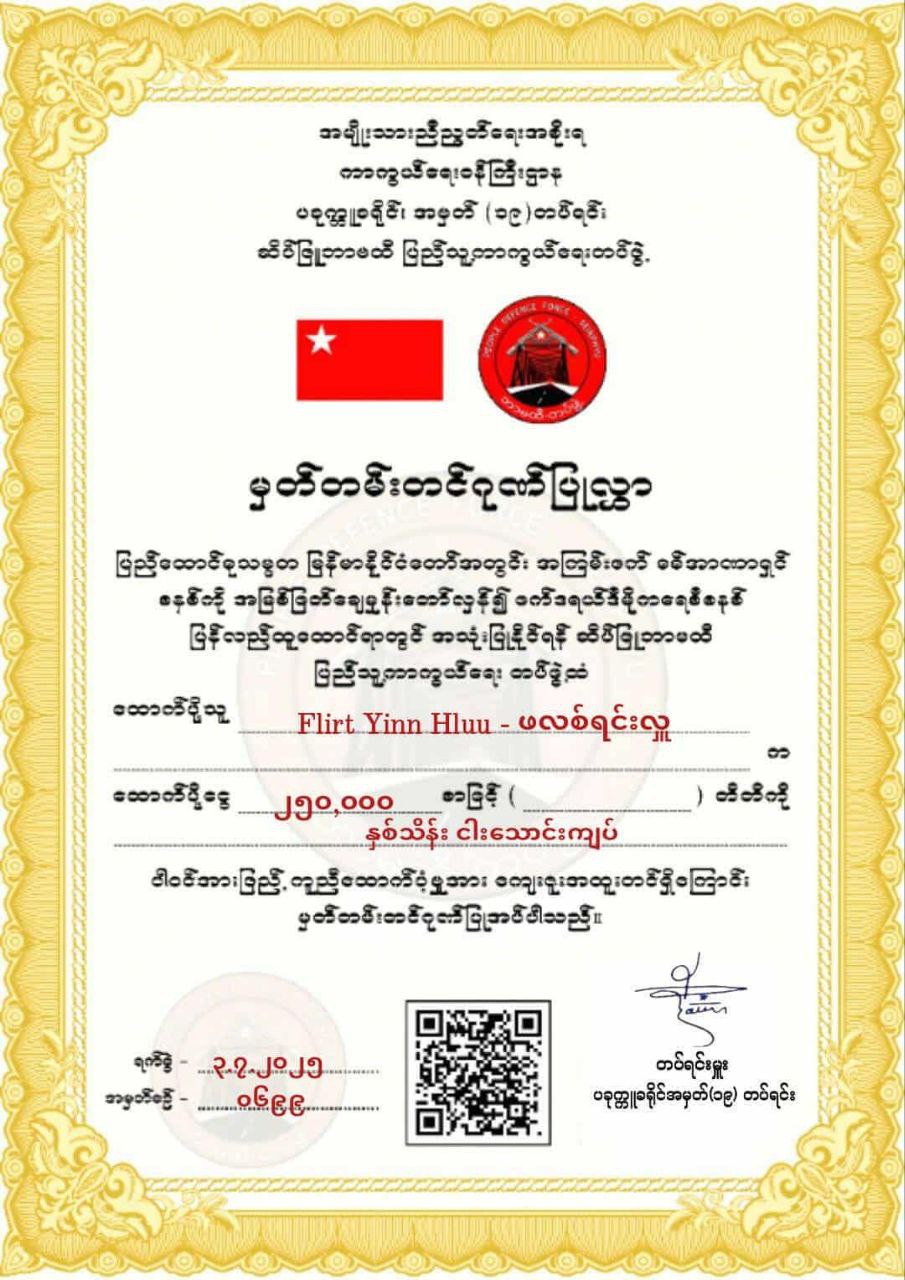 အမျိုးသားညီညွတ်ရေးအစိုးရ
ကာကွယ်ရေးဝန်ကြီးဌာန
ပခုက္ကူခရိုင်၊ အမှတ် (၁၉)တပ်ရင်း
ဆိပ်ဖြူဘာမထီ ပြည်သူ့ကာကွယ်ရေးတပ်ဖွဲ့
PEOPLE DEFENCE FORCE - SEIKPHYU
ဘာမထီ-တပ်ဖွဲ့
မှတ်တမ်းတင်ဂုဏ်ပြုလွှာ
ပြည်ထောင်စုသမ္မတ မြန်မာနိုင်ငံတော်အတွင်း အကြမ်းဖက် စစ်အာဏာရှင်
စနစ်ကို အမြစ်ဖြတ်ချေမှုန်းတော်လှန်၍ ဖက်ဒရယ်ဒီမိုကရေစီစနစ်
ပြန်လည်ထူထောင်ရာတွင် အသုံးပြုနိုင်ရန် ဆိပ်ဖြူဘာမထီ
ပြည်သူ့ကာကွယ်ရေး တပ်ဖွဲ့ထံ
ထောက်ပို့သူ Flirt Yinn Hluu - ဖလစ်ရင်းလှူ
က
ထောက်ပို့ငွေ ၂၅၀,၀၀၀ စာဖြင့် ( ) တိတိကို
နှစ်သိန်း ငါးသောင်းကျပ်
ပါဝင်အားဖြည့် ကူညီထောက်ပံ့မှုအား ကျေးဇူးအထူးတင်ရှိကြောင်း
မှတ်တမ်းတင်ဂုဏ်ပြုအပ်ပါသည်။
ရက်စွဲ - ၃.၇.၂၀၂၅
အမှတ်စဉ် - ၀၆၉၉
တပ်ရင်းမှူး
ပခုက္ကူခရိုင်အမှတ်(၁၉) တပ်ရင်း